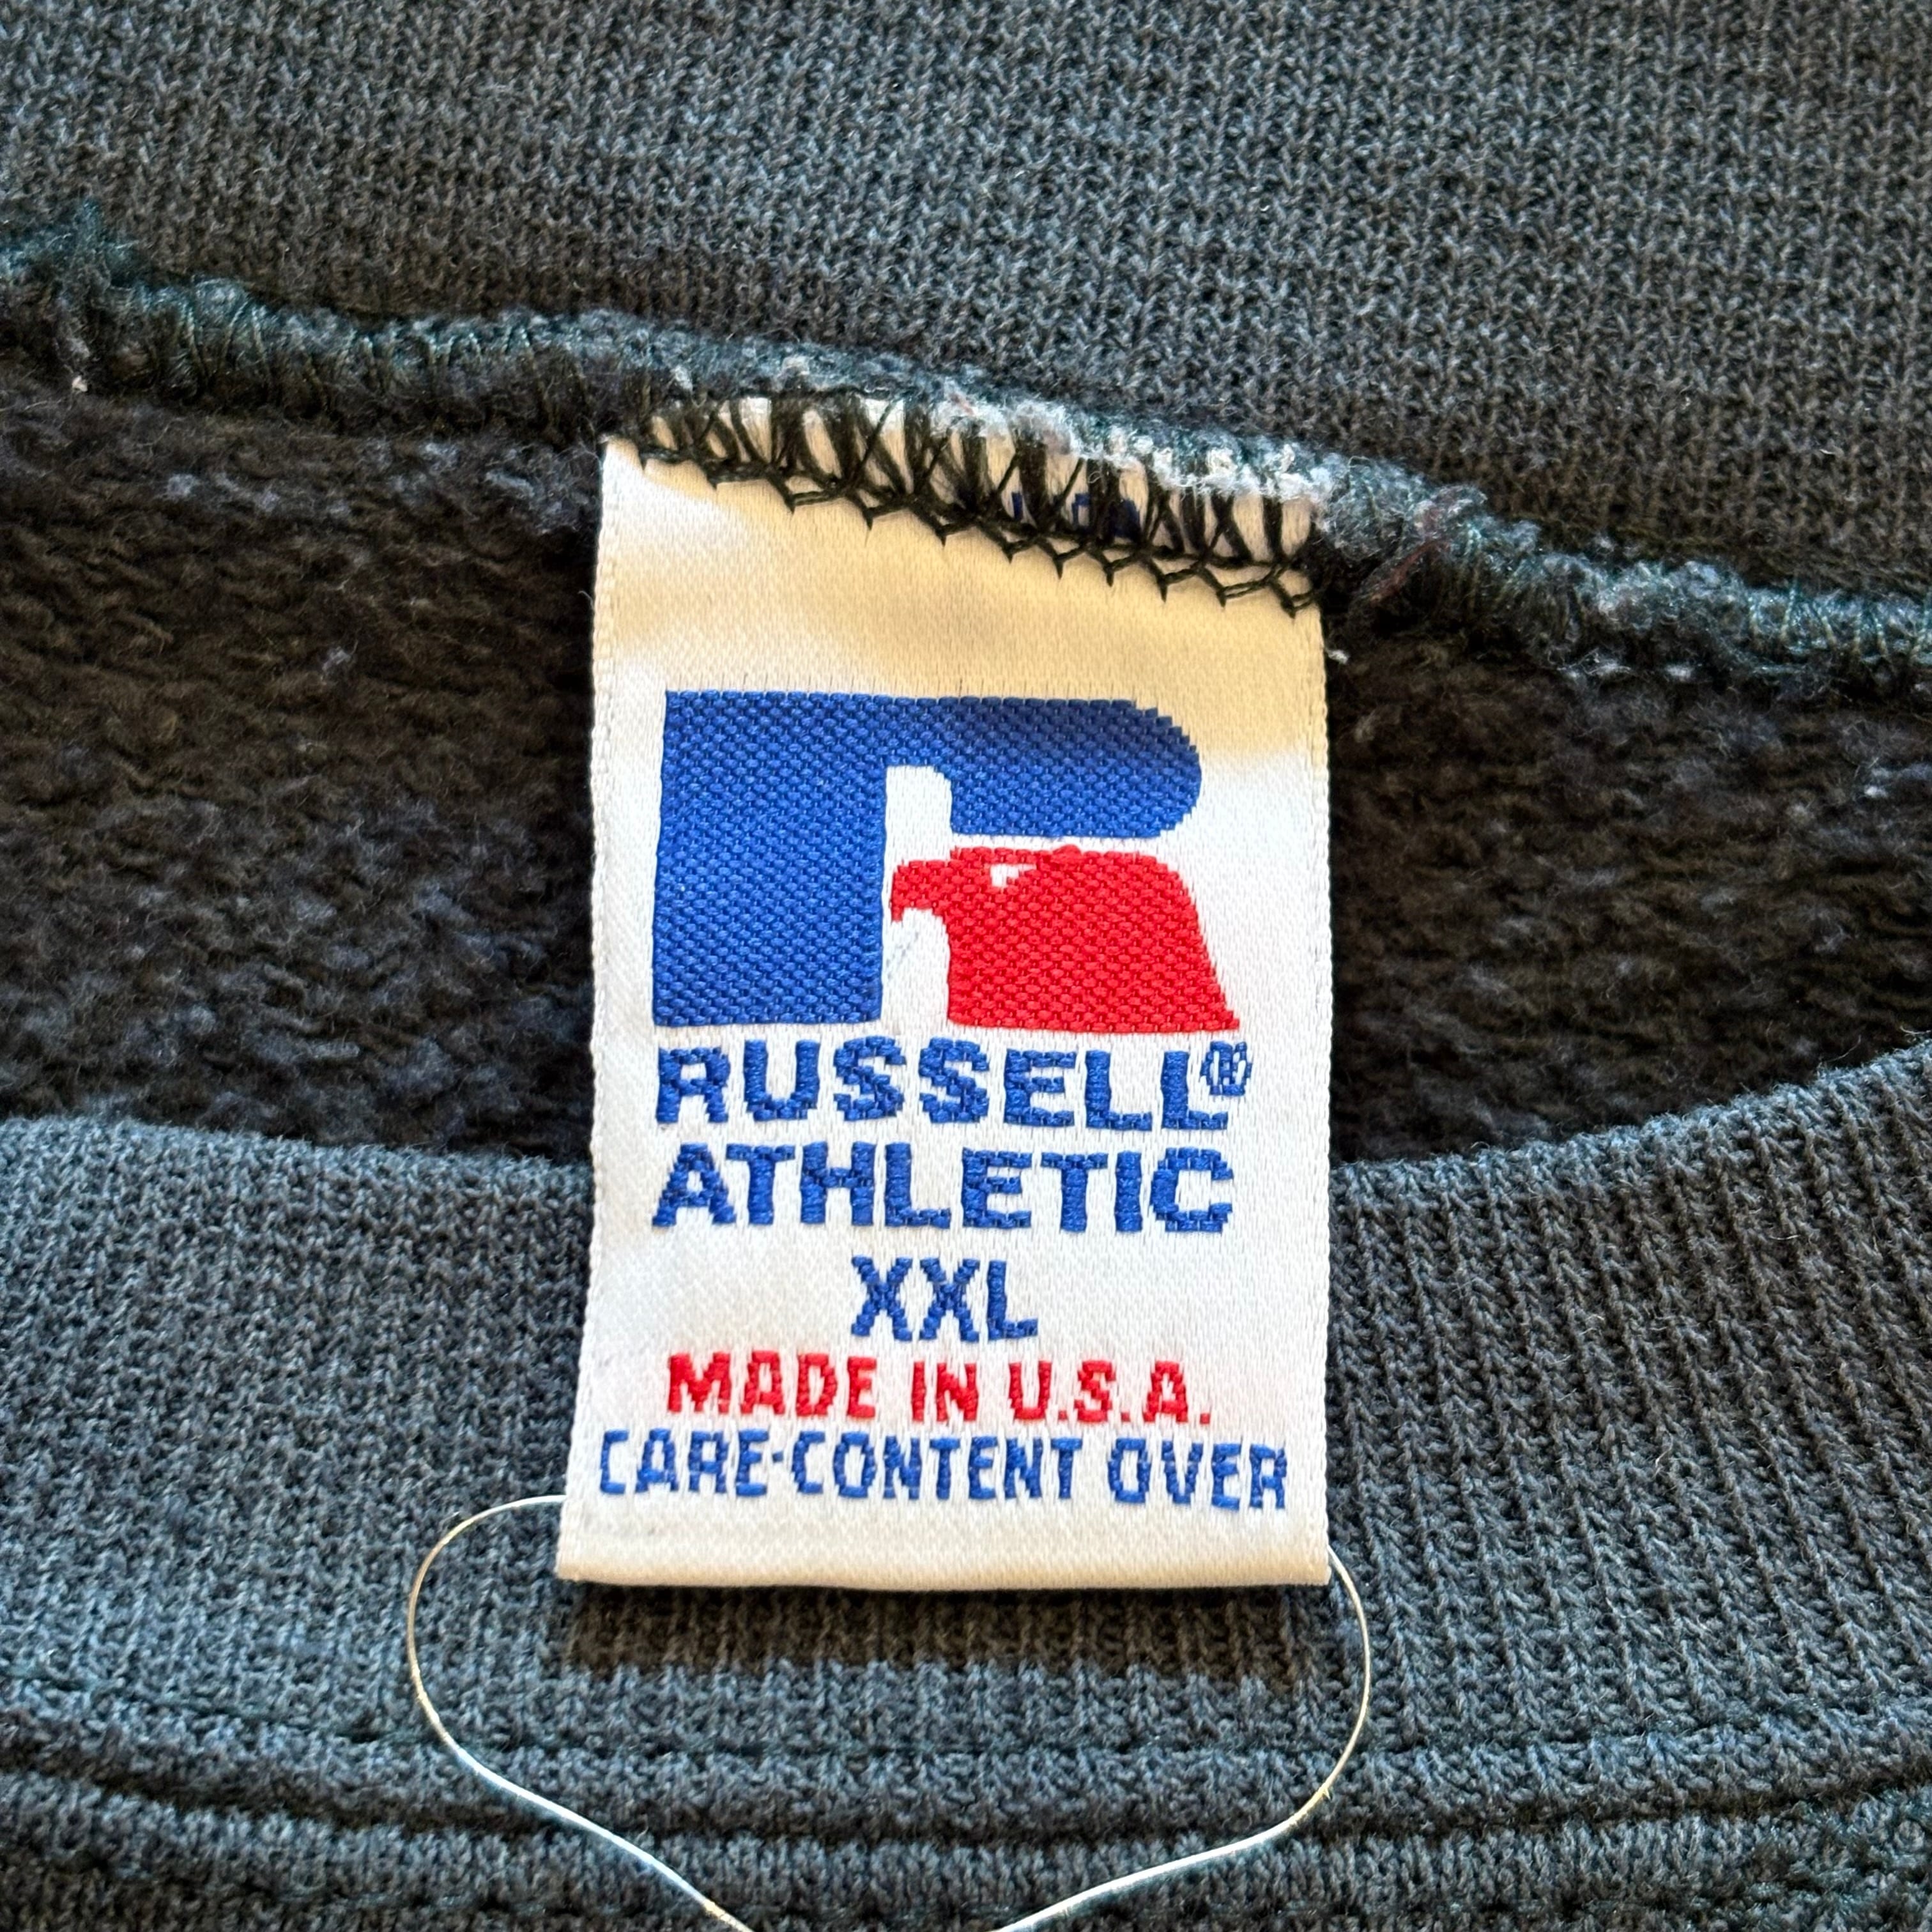 RUSSELL®
ATHLETIC
XXL
MADE IN U.S.A.
CARE·CONTENT OVER